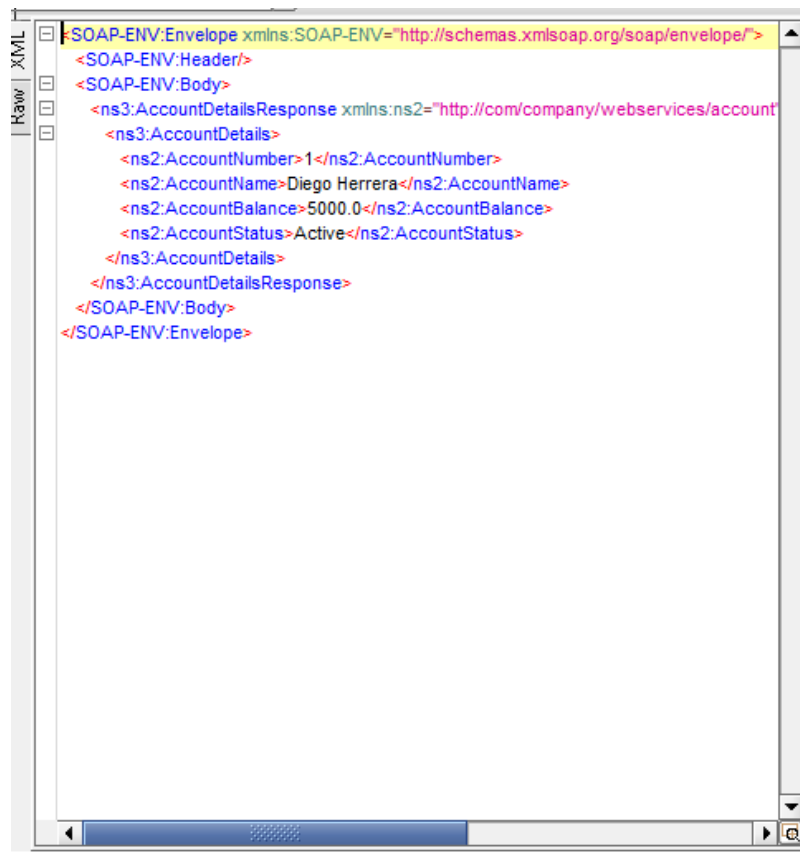 XML
Raw
<SOAP-ENV:Envelope xmlns:SOAP-ENV="http://schemas.xmlsoap.org/soap/envelope/">
<SOAP-ENV:Header/>
<SOAP-ENV:Body>
<ns3:AccountDetailsResponse xmlns:ns2="http://com/company/webservices/account"
<ns3:AccountDetails>
<ns2:AccountNumber>1</ns2:AccountNumber>
<ns2:AccountName>Diego Herrera</ns2:AccountName>
<ns2:AccountBalance>5000.0</ns2:AccountBalance>
<ns2:AccountStatus>Active</ns2:AccountStatus>
</ns3:AccountDetails>
</ns3:AccountDetailsResponse>
</SOAP-ENV:Body>
</SOAP-ENV:Envelope>